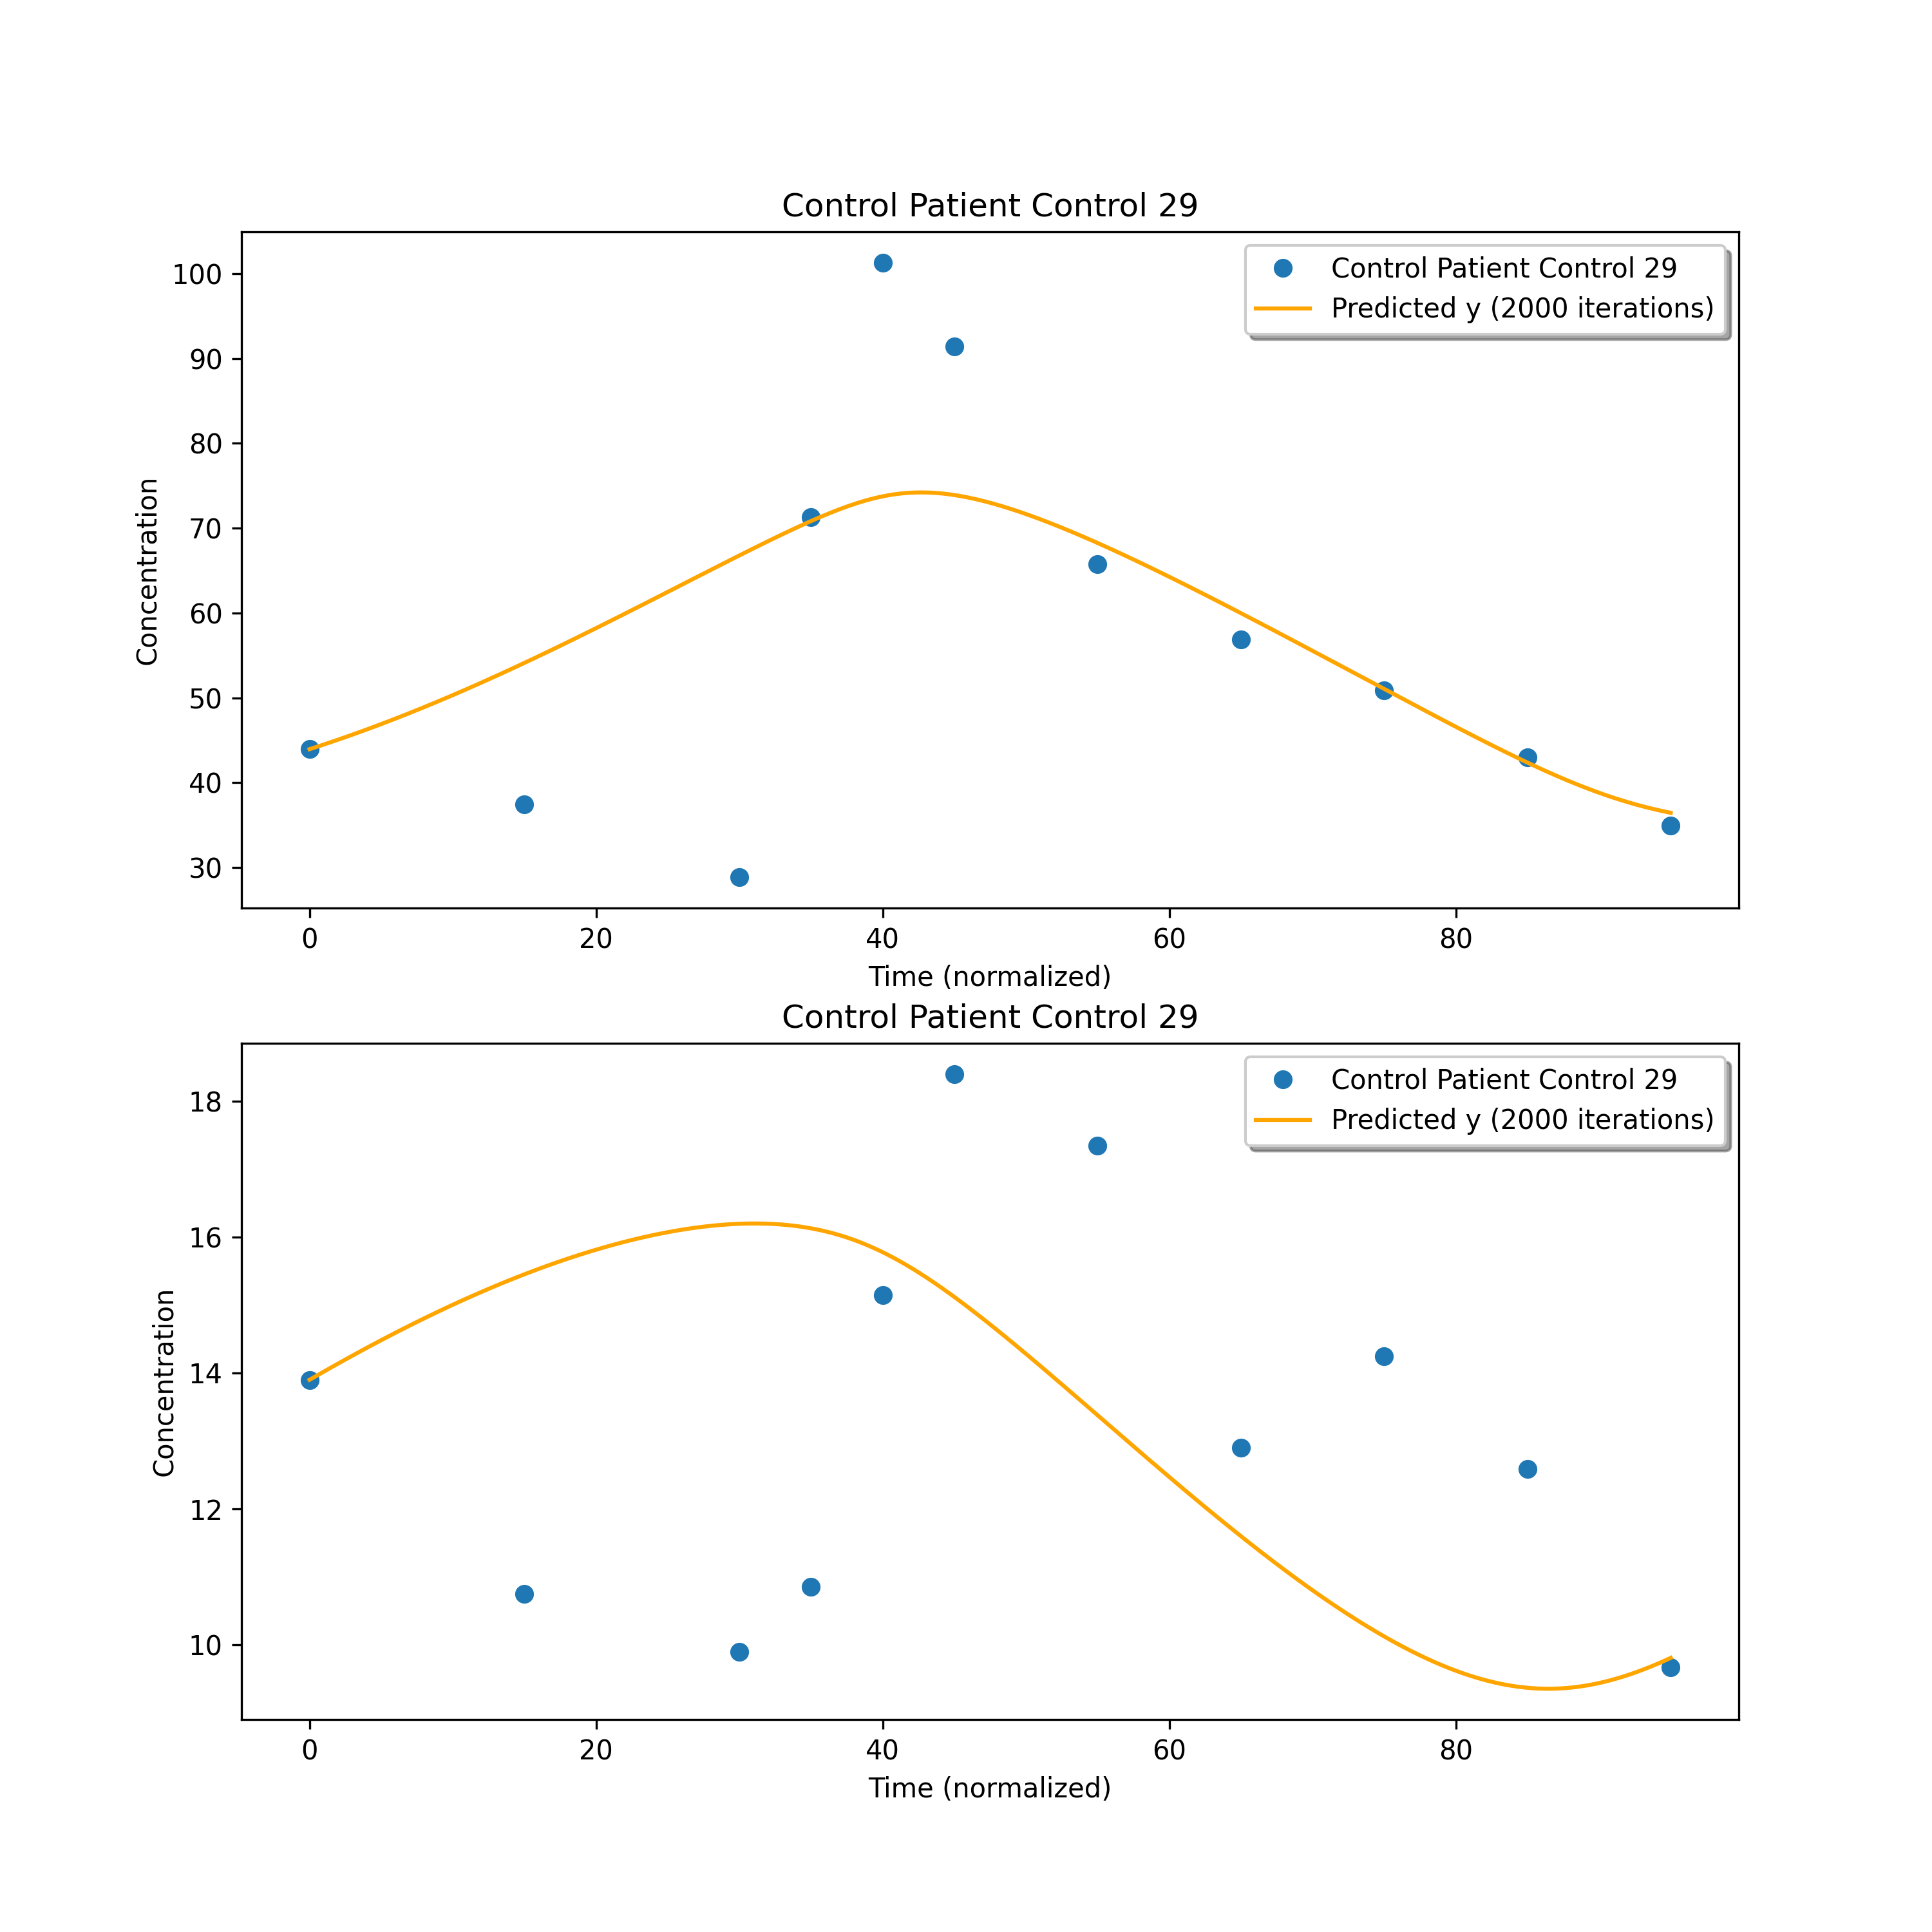 Control Patient Control 29
Control Patient Control 29
Predicted y (2000 iterations)
100
90
80
70
60
50
40
30
Concentration
0 20 40 60 80
Time (normalized)
Control Patient Control 29
Control Patient Control 29
Predicted y (2000 iterations)
18
16
14
12
10
Concentration
0 20 40 60 80
Time (normalized)